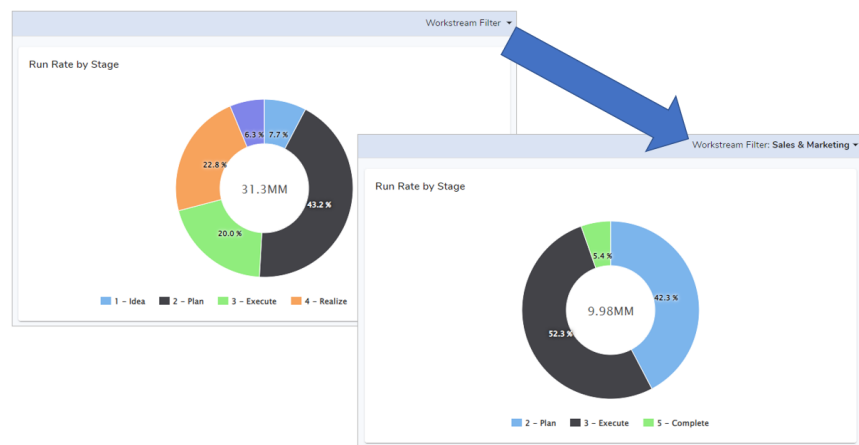 Workstream Filter
Run Rate by Stage
6.3 %
7.7 %
22.8 %
31.3MM
43.2 %
20.0 %
1 - Idea
2 - Plan
3 - Execute
4 - Realize
Workstream Filter: Sales & Marketing
Run Rate by Stage
5.4 %
42.3 %
9.98MM
52.3 %
2 - Plan
3 - Execute
5 - Complete